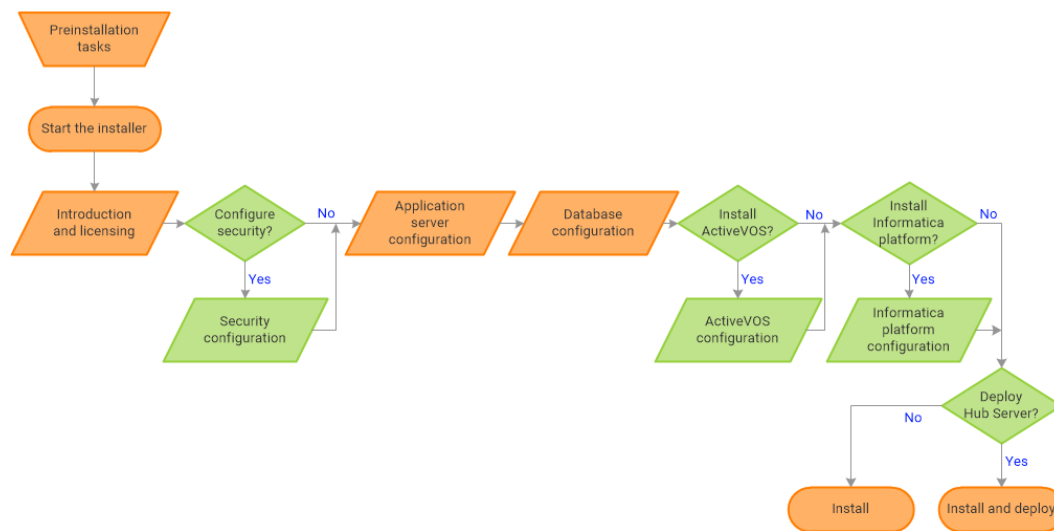 Preinstallation
tasks
Start the installer
Introduction
and licensing
Configure
security?
No
Yes
Security
configuration
Application
server
configuration
Database
configuration
Install
ActiveVOS?
No
Yes
ActiveVOS
configuration
Install
Informatica
platform?
No
Yes
Informatica
platform
configuration
Deploy
Hub Server?
No
Yes
Install
Install and deploy